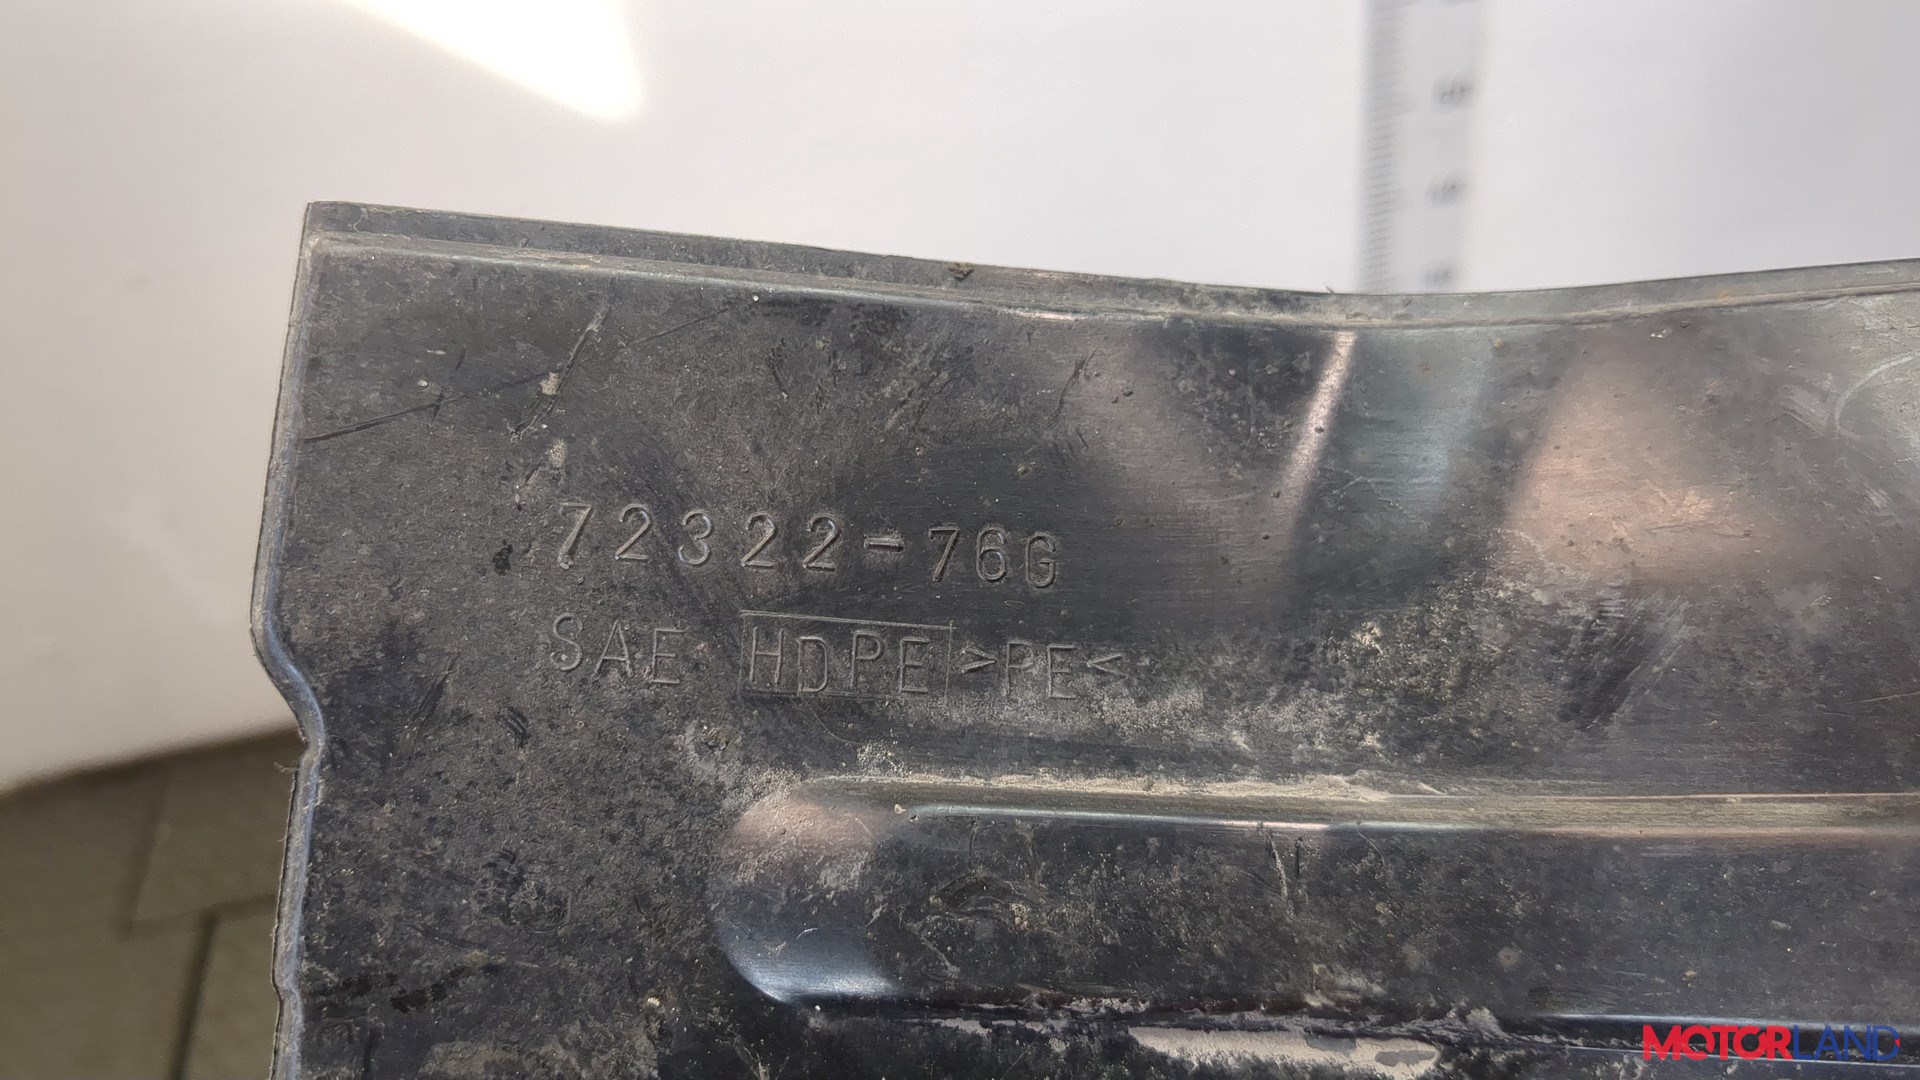 72322-76G
SAE HDPE >PE<
MOTORLAND